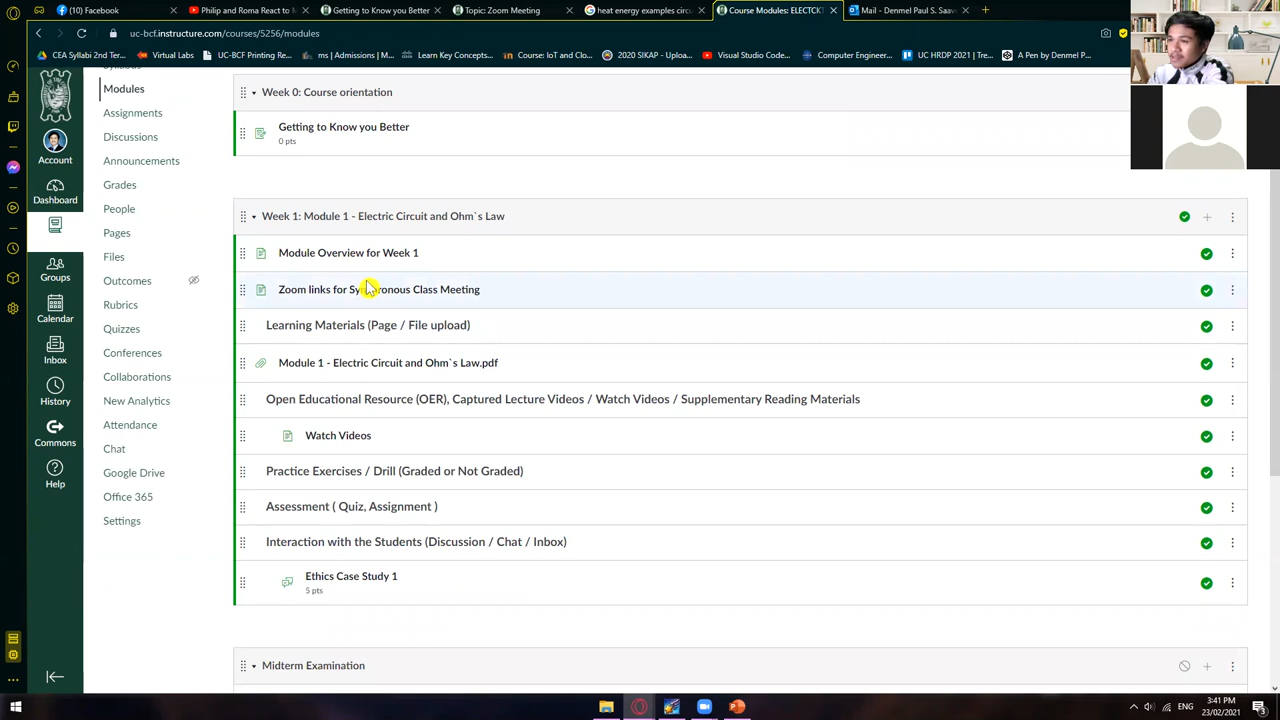 (10) Facebook
Philip and Roma React to M
Getting to Know you Better
Topic: Zoom Meeting
heat energy examples circu
Course Modules: ELECTCKT
Mail - Denmel Paul S. Saav
uc-bcf.instructure.com/courses/5256/modules
CEA Syllabi 2nd Ter...
Virtual Labs
UC-BCF Printing Re...
ms | Admissions | M...
Learn Key Concepts...
Course: IoT and Clo...
2020 SIKAP - Uploa...
Visual Studio Code...
Computer Engineer...
UC HRDP 2021 | Tre...
A Pen by Denmel P...
Account
Dashboard
Groups
Calendar
Inbox
History
Commons
Help
Syllabus
Modules
Assignments
Discussions
Announcements
Grades
People
Pages
Files
Outcomes
Rubrics
Quizzes
Conferences
Collaborations
New Analytics
Attendance
Chat
Google Drive
Office 365
Settings
Week 0: Course orientation
Getting to Know you Better
0 pts
Week 1: Module 1 - Electric Circuit and Ohm`s Law
Module Overview for Week 1
Zoom links for Synchronous Class Meeting
Learning Materials (Page / File upload)
Module 1 - Electric Circuit and Ohm`s Law.pdf
Open Educational Resource (OER), Captured Lecture Videos / Watch Videos / Supplementary Reading Materials
Watch Videos
Practice Exercises / Drill (Graded or Not Graded)
Assessment ( Quiz, Assignment )
Interaction with the Students (Discussion / Chat / Inbox)
Ethics Case Study 1
5 pts
Midterm Examination
ENG
3:41 PM
23/02/2021